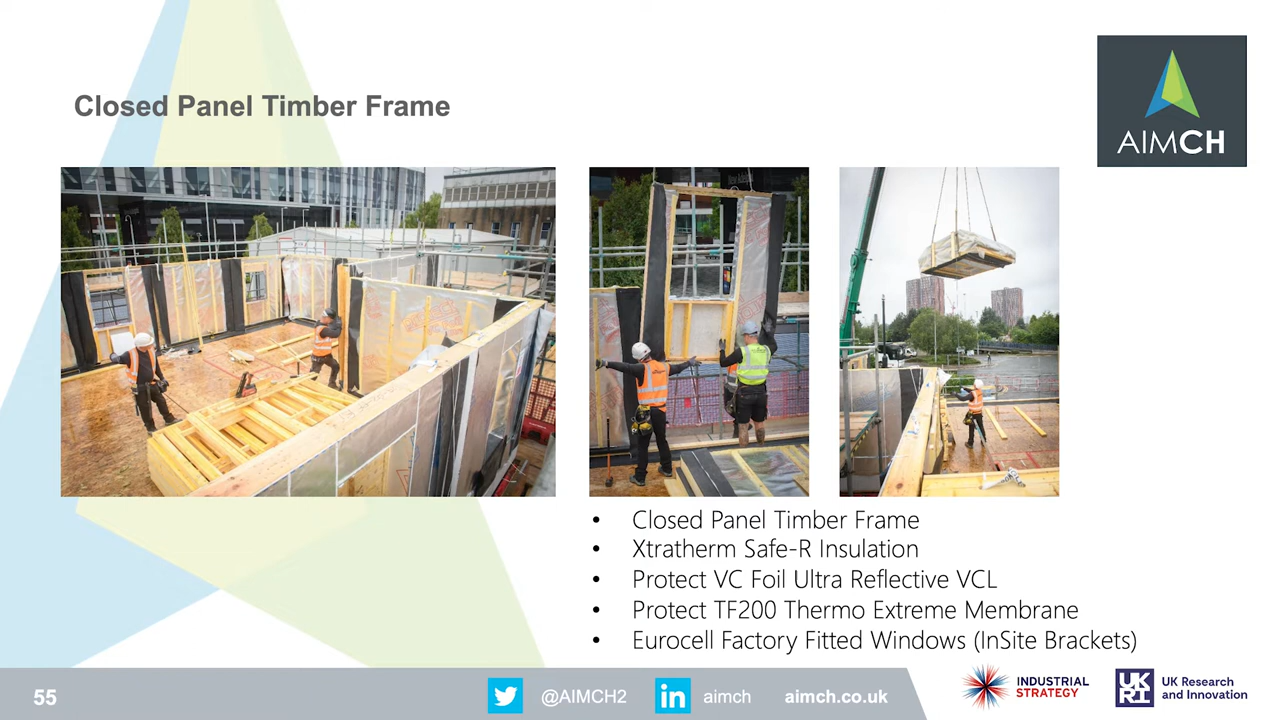 Closed Panel Timber Frame
AIMCH
• Closed Panel Timber Frame
• Xtratherm Safe-R Insulation
• Protect VC Foil Ultra Reflective VCL
• Protect TF200 Thermo Extreme Membrane
• Eurocell Factory Fitted Windows (InSite Brackets)
55
@AIMCH2
aimch
aimch.co.uk
INDUSTRIAL
STRATEGY
UK
RI
UK Research
and Innovation